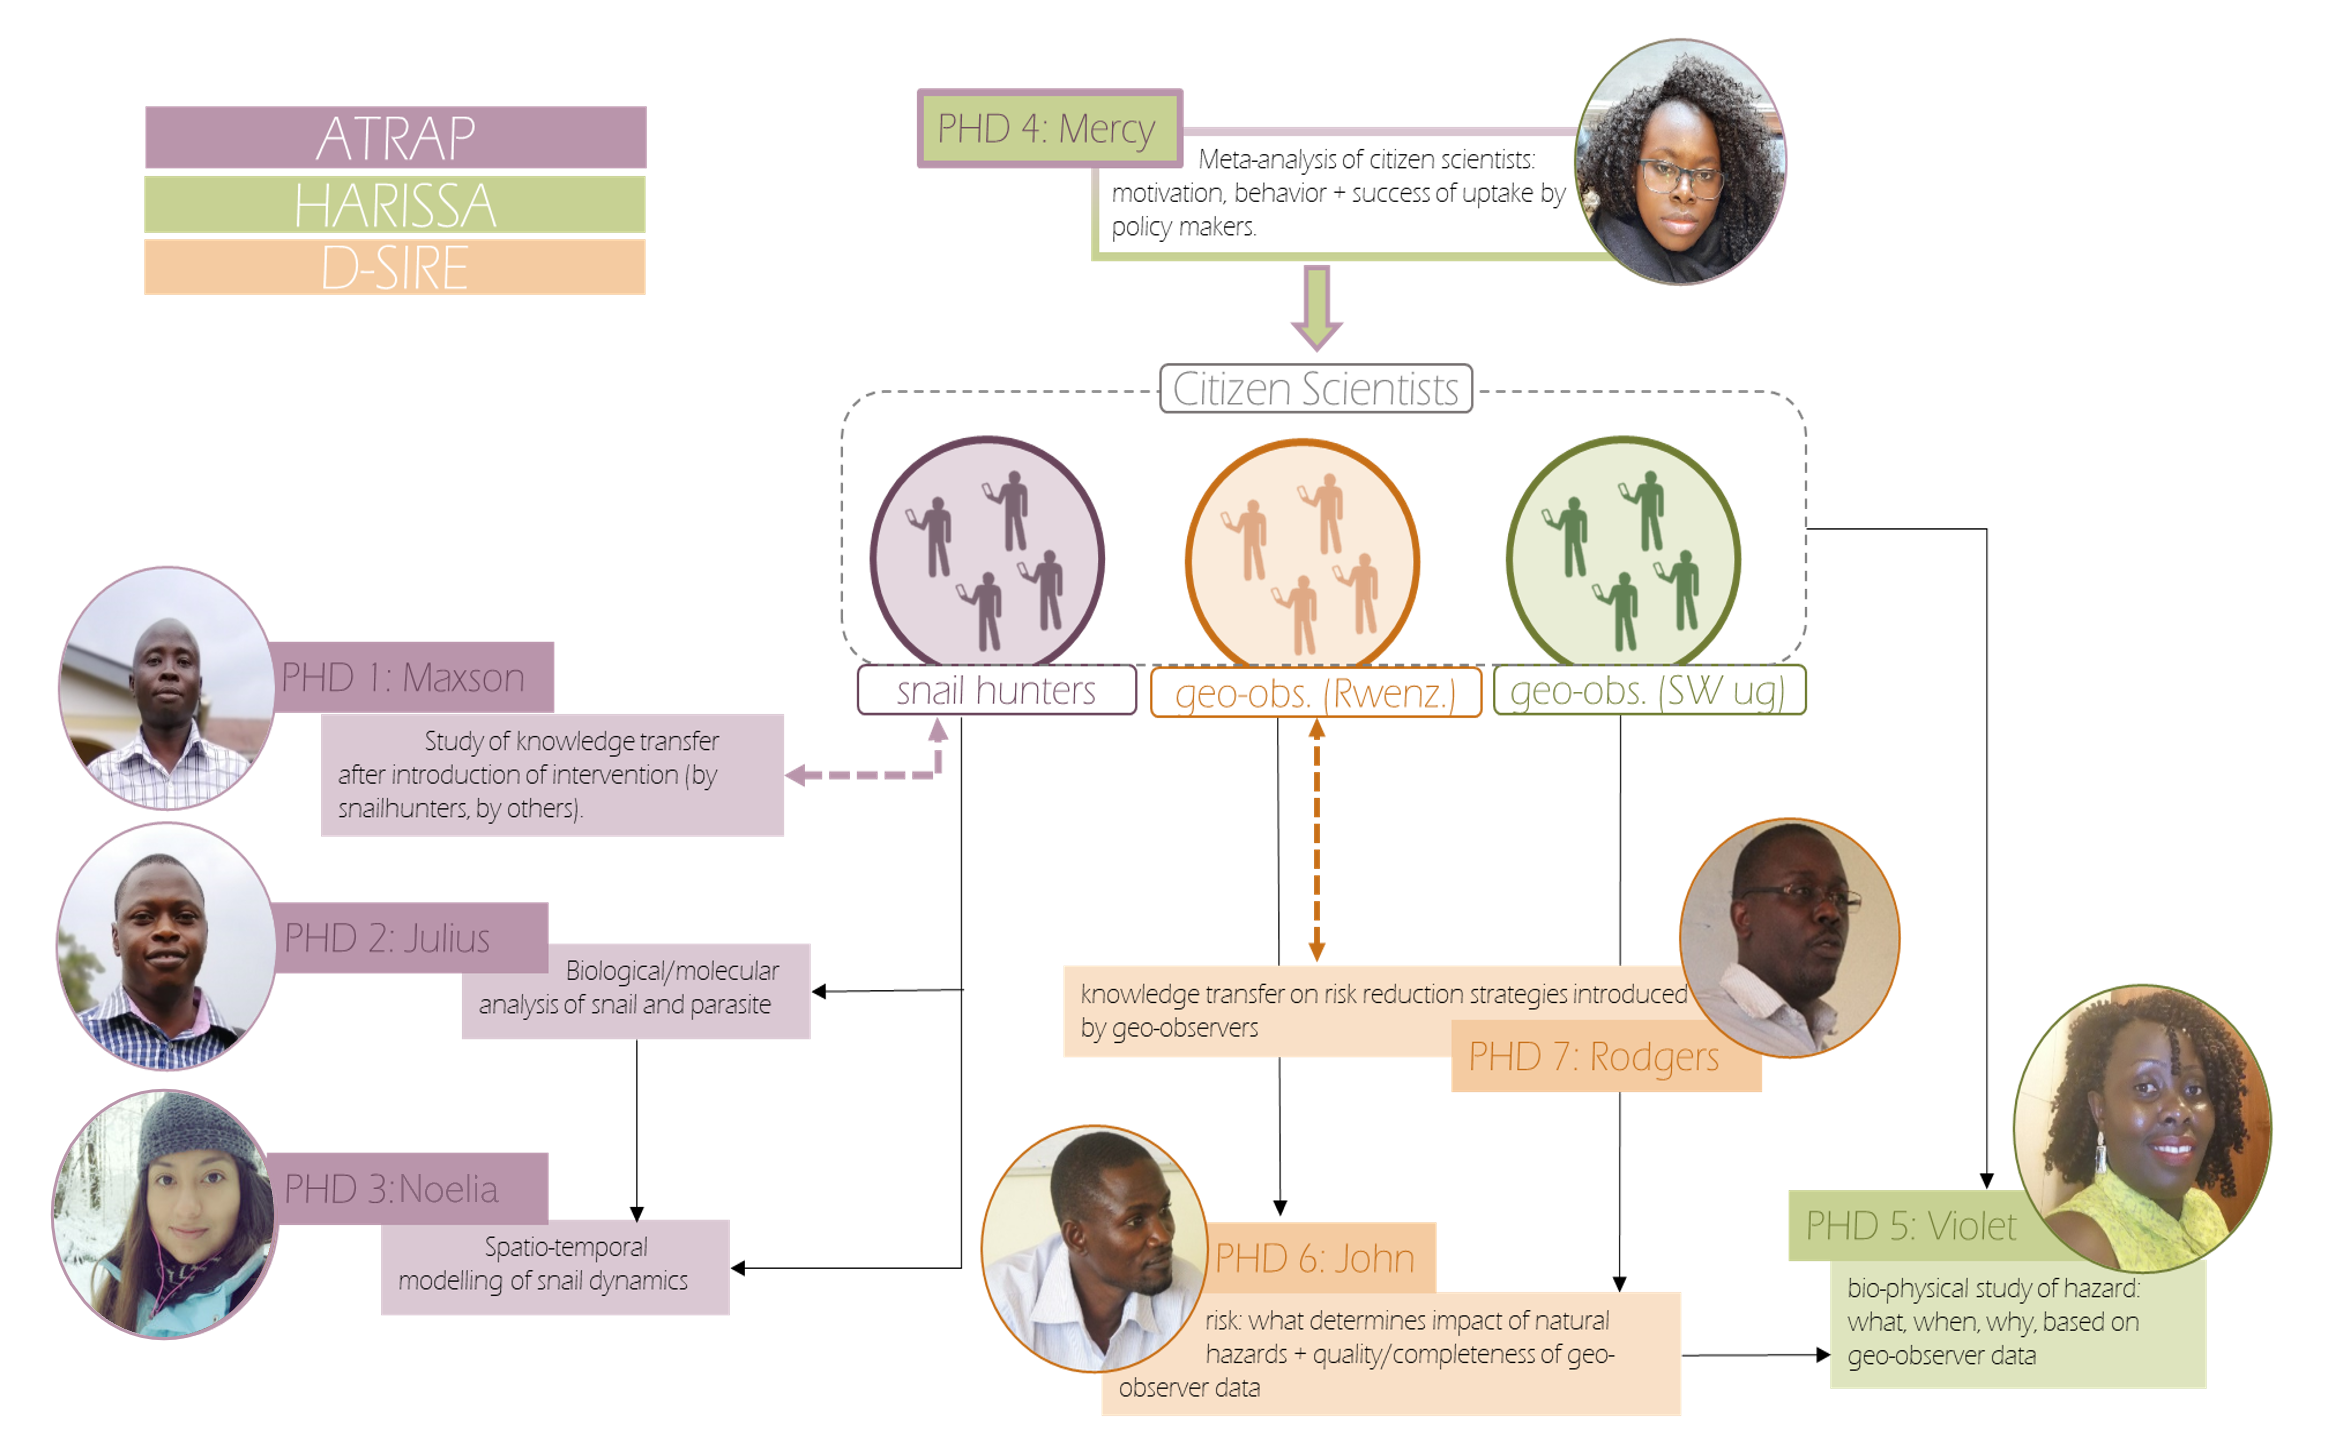 ATRAP
HARISSA
D-SIRE
PHD 4: Mercy
Meta-analysis of citizen scientists:
motivation, behavior + success of uptake by
policy makers.
Citizen Scientists
snail hunters
geo-obs. (Rwenz.)
geo-obs. (SW ug)
PHD 1: Maxson
Study of knowledge transfer
after introduction of intervention (by
snailhunters, by others).
PHD 2: Julius
Biological/molecular
analysis of snail and parasite
PHD 3:Noelia
Spatio-temporal
modelling of snail dynamics
knowledge transfer on risk reduction strategies introduced
by geo-observers
PHD 7: Rodgers
PHD 6: John
risk: what determines impact of natural
hazards + quality/completeness of geo-
observer data
PHD 5: Violet
bio-physical study of hazard:
what, when, why, based on
geo-observer data